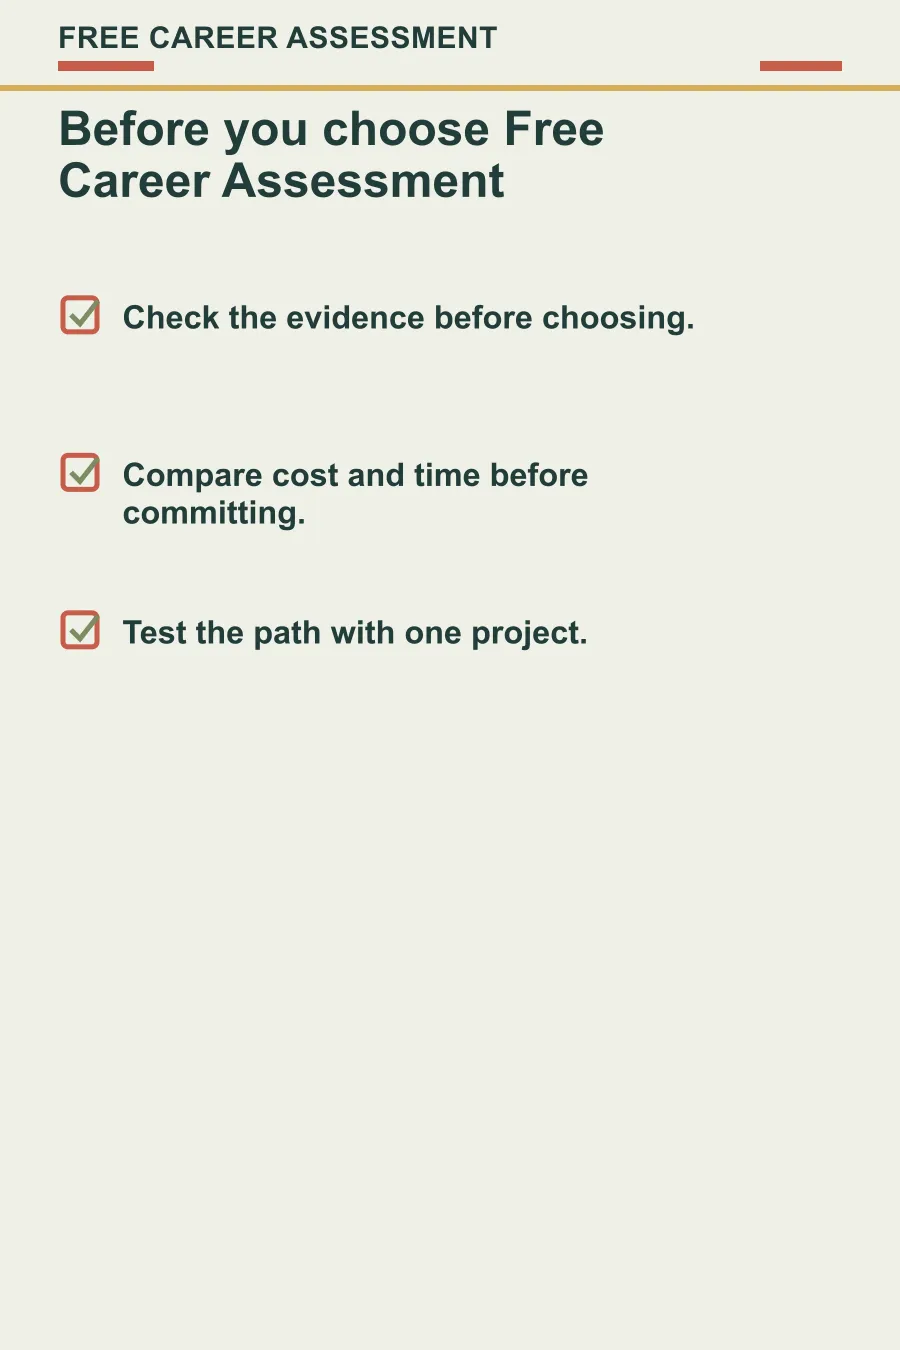 FREE CAREER ASSESSMENT
Before you choose Free
Career Assessment
Check the evidence before choosing.
Compare cost and time before
committing.
Test the path with one project.